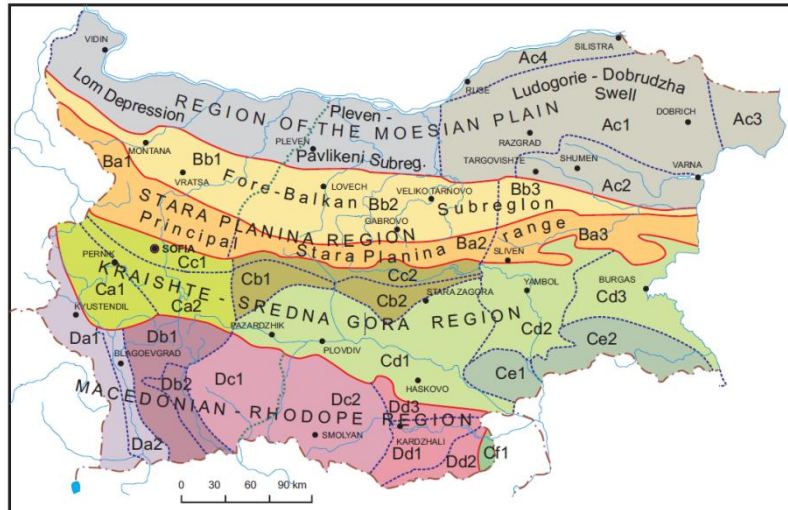 VIDIN
SILISTRA
Ac4
RUSE
Lom Depression
REGION OF THE MOESIAN PLAIN
Ludogorie - Dobrudzha
Swell
Pleven -
Pavlikeni Subreg.
PLEVEN
DOBRICH
Ac3
Ac1
RAZGRAD
MONTANA
TARGOVISHTE
SHUMEN
VARNA
Ba1
Bb1
VRATSA
Fore-Balkan
Subregion
LOVECH
VELIKO TARNOVO
Bb2
Bb3
Ac2
GABROVO
STARA PLANINA REGION
Principal
Stara Planina
range
Ba2
Ba3
SLIVEN
SOFIA
PERNIK
Cc1
Cb1
Cc2
Cb2
STARA ZAGORA
YAMBOL
BURGAS
Cd3
KRAISHTE - SREDNA GORA REGION
Ca1
Ca2
KYUSTENDIL
Cd2
PAZARDZHIK
PLOVDIV
Cd1
Ce1
Ce2
HASKOVO
Da1
Db1
BLAGOEVGRAD
Db2
Dc1
Dc2
Dd3
MACEDONIAN - RHODOPE REGION
SMOLYAN
KARDZHALI
Da2
Dd1
Dd2
Cf1
0 30 60 90 km